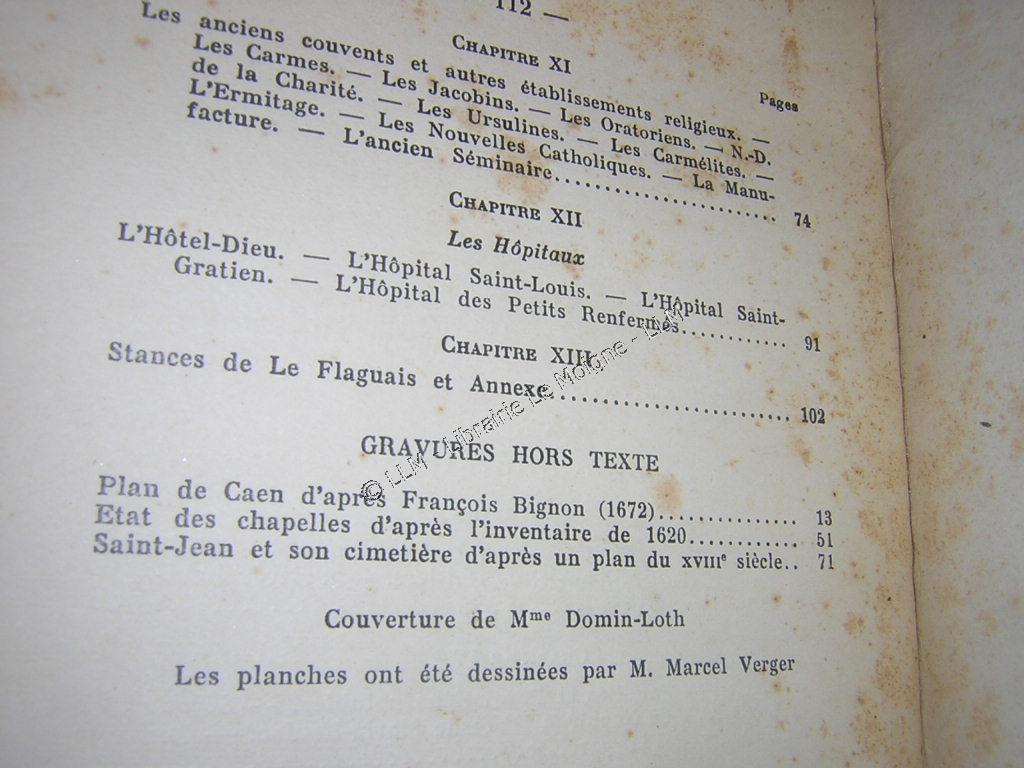 112 —
CHAPITRE XI
Pages
Les anciens couvents et autres établissements religieux. —
Les Carmes. — Les Jacobins. — Les Oratoriens. — N.-D.
de la Charité. — Les Ursulines. — Les Carmélites. —
L'Ermitage. — Les Nouvelles Catholiques. — La Manu-
facture. — L'ancien Séminaire........................ 74
CHAPITRE XII
Les Hôpitaux
L'Hôtel-Dieu. — L'Hôpital Saint-Louis. — L'Hôpital Saint-
Gratien. — L'Hôpital des Petits Renfermés............ 91
CHAPITRE XIII
Stances de Le Flaguais et Annexe........................ 102
GRAVURES HORS TEXTE
Plan de Caen d'après François Bignon (1672)............... 13
Etat des chapelles d'après l'inventaire de 1620............ 51
Saint-Jean et son cimetière d'après un plan du XVIIIe siècle.. 71
Couverture de Mme Domin-Loth
Les planches ont été dessinées par M. Marcel Verger
© LLM - Librairie Le Moigne - LLM